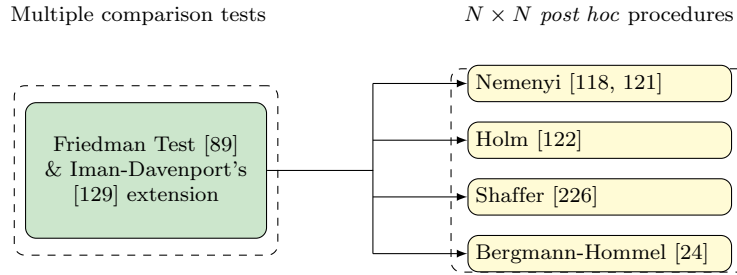 Multiple comparison tests
N × N post hoc procedures
Friedman Test [89]
& Iman-Davenport's
[129] extension
Nemenyi [118, 121]
Holm [122]
Shaffer [226]
Bergmann-Hommel [24]